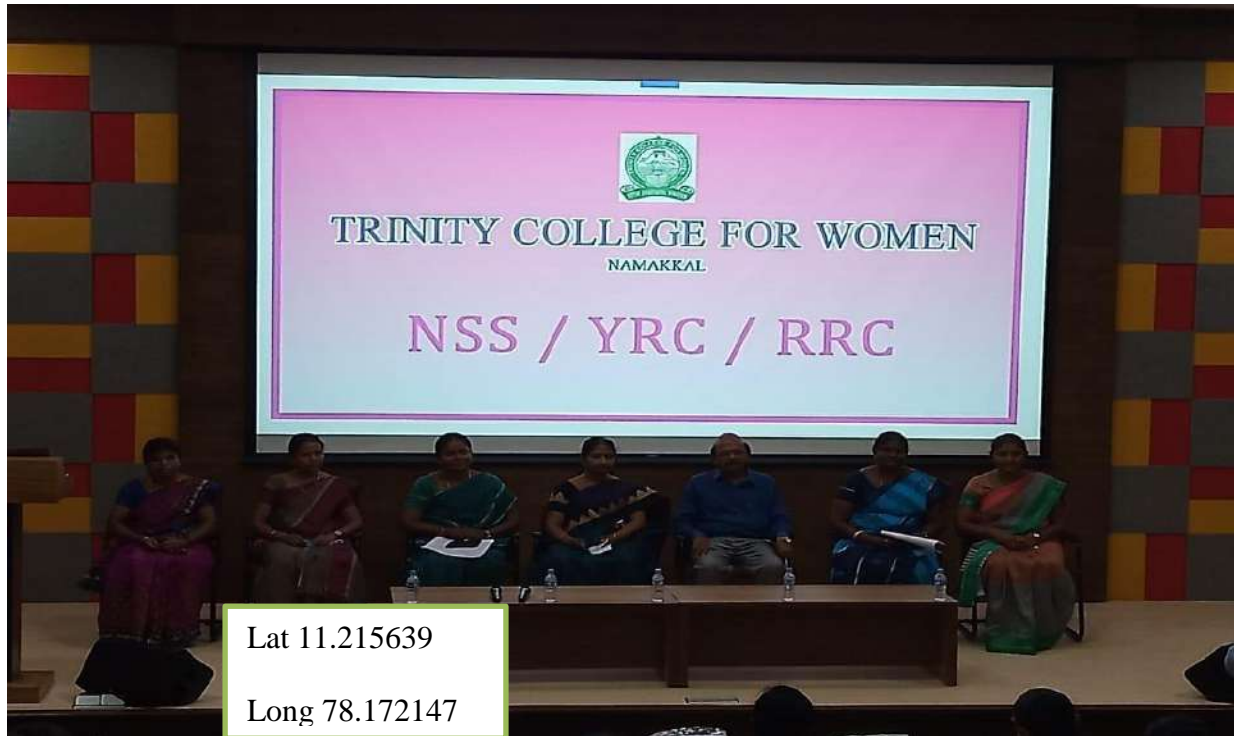 TRINITY COLLEGE FOR WOMEN
NAMAKKAL
NSS / YRC / RRC
Lat 11.215639
Long 78.172147